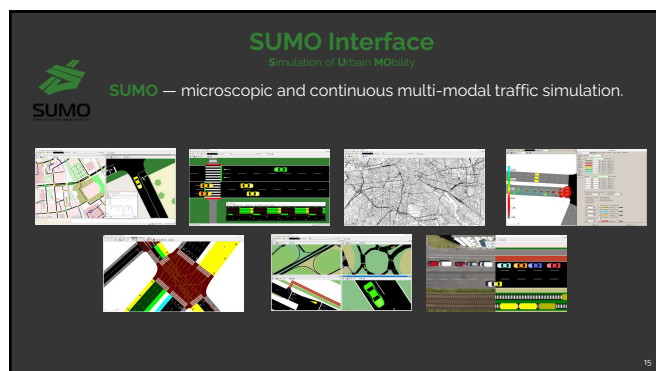 SUMO Interface
Simulation of Urbain MObility
SUMO
SUMO — microscopic and continuous multi-modal traffic simulation.
15